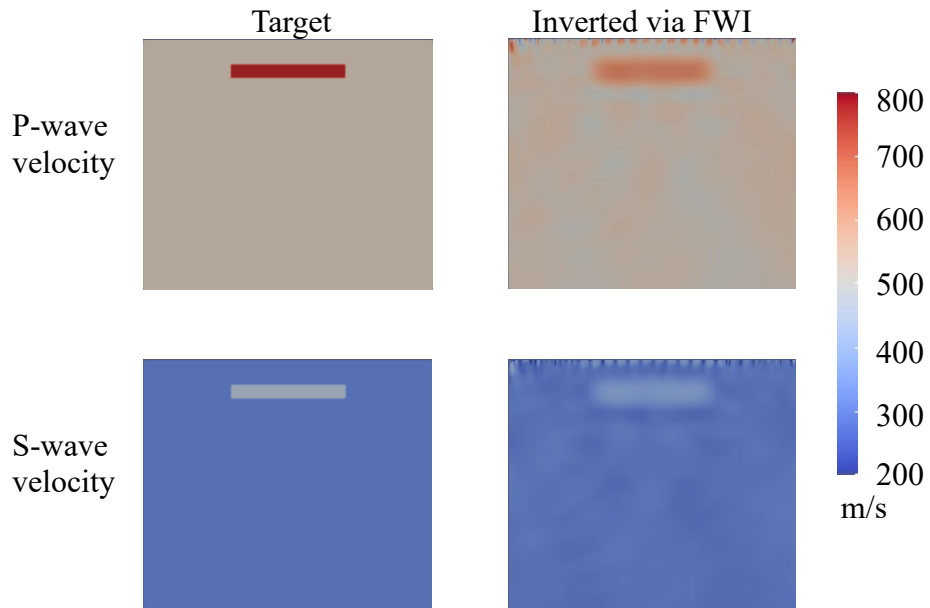 Target
Inverted via FWI
P-wave
velocity
S-wave
velocity
800
700
600
500
400
300
200
m/s